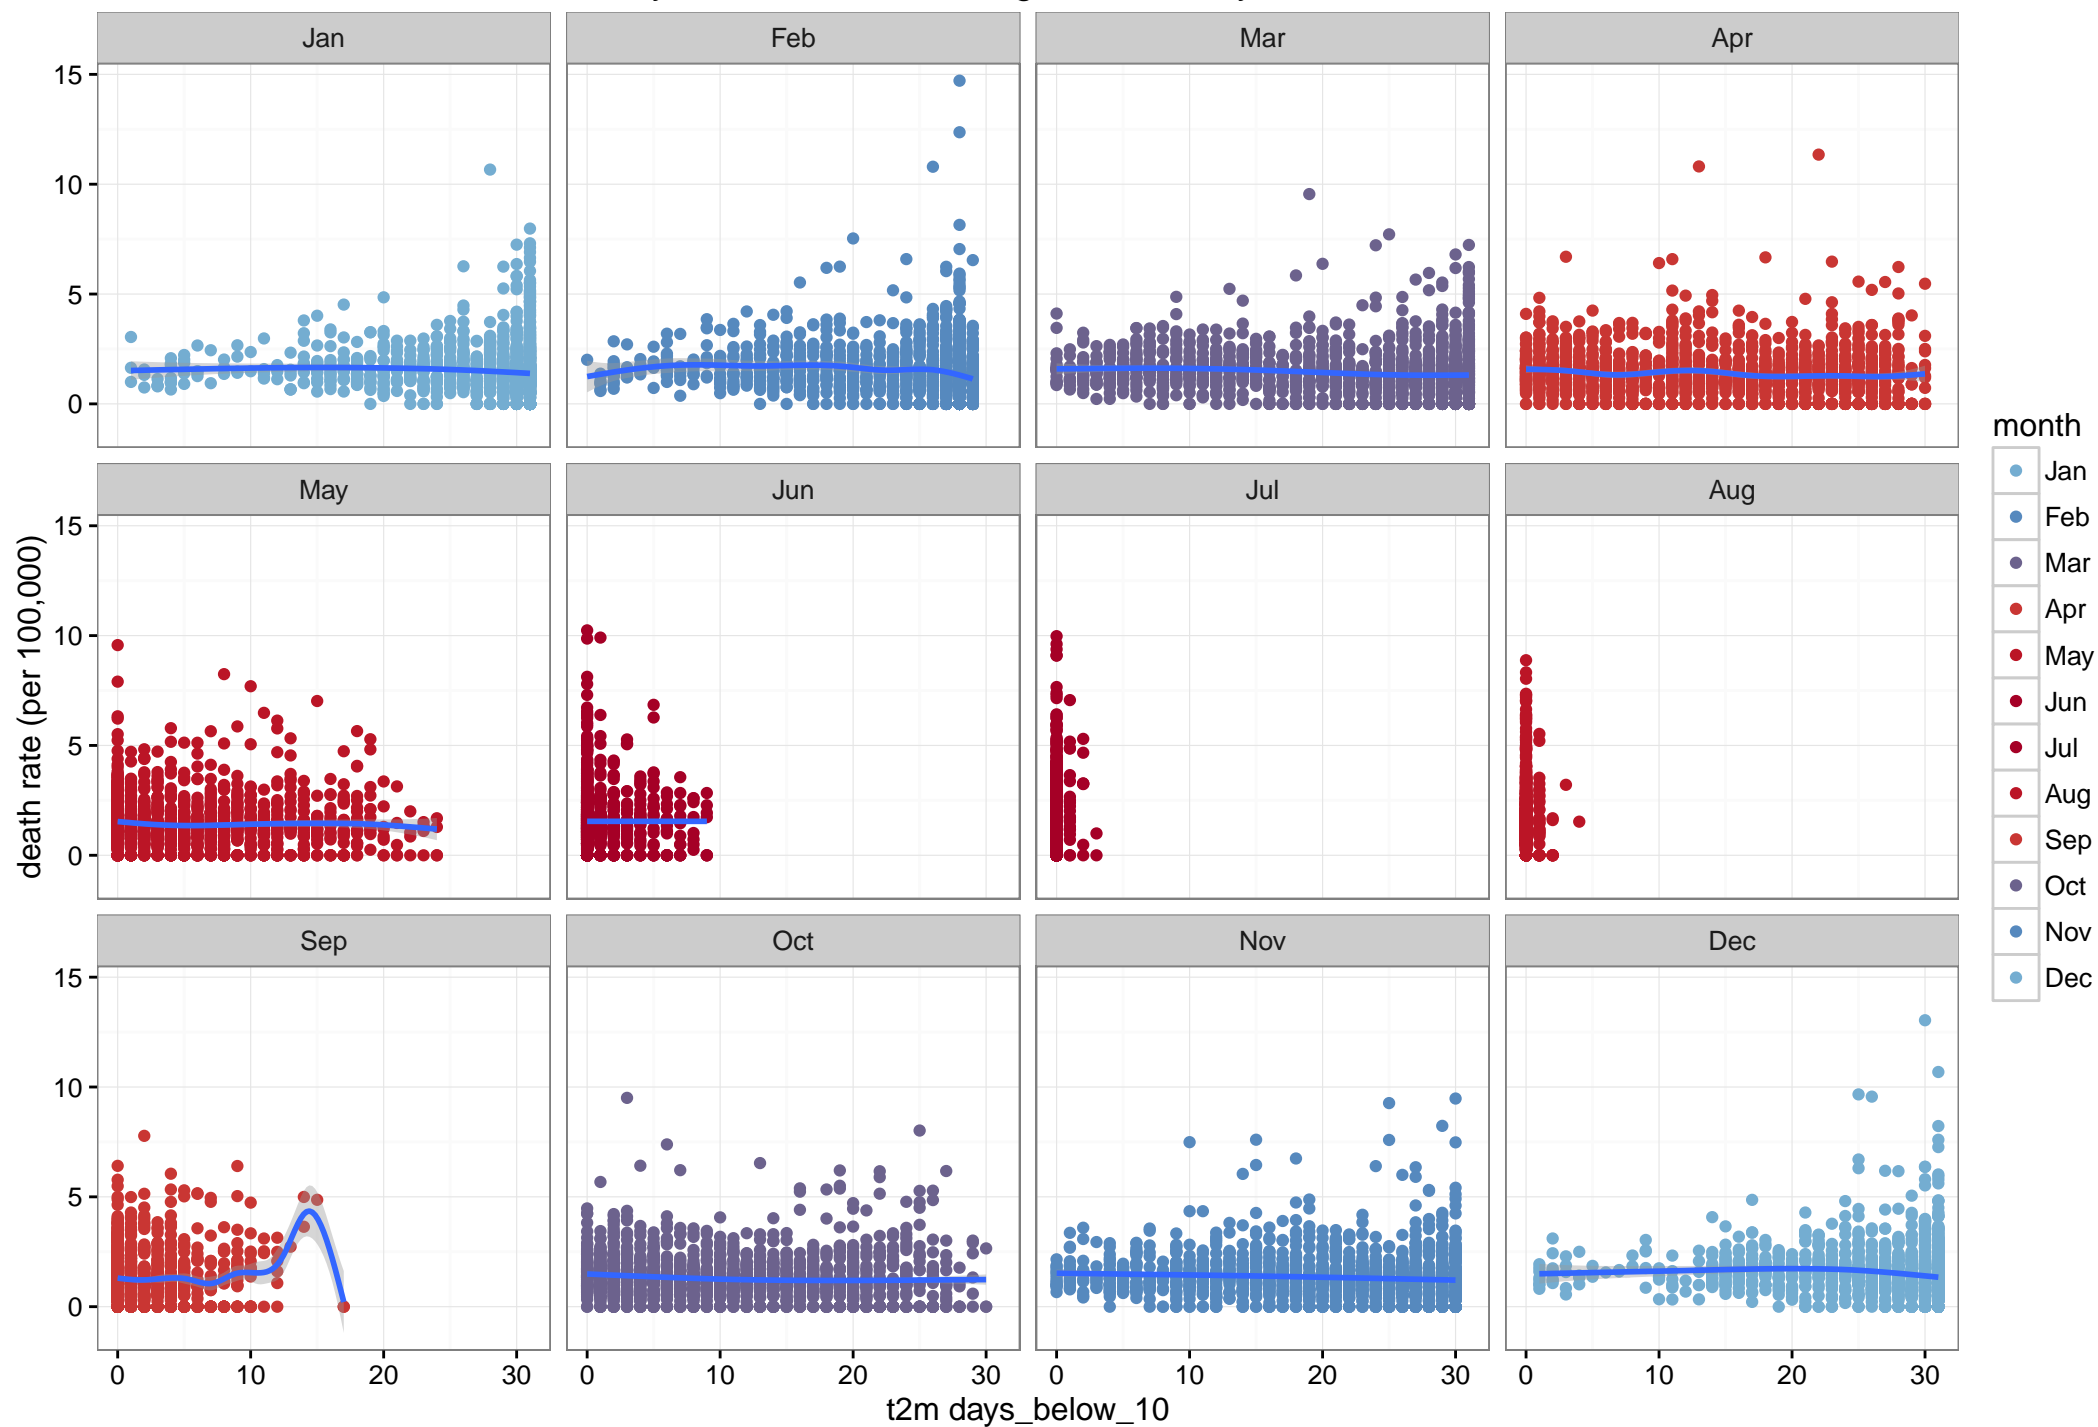 Jan Feb Mar Apr
15
10
5
0
May Jun Jul Aug
15
10
5
0
Sep Oct Nov Dec
15
10
5
0
0 10 20 30 0 10 20 30 0 10 20 30 0 10 20 30
t2m days_below_10
death rate (per 100,000)
month
Jan
Feb
Mar
Apr
May
Jun
Jul
Aug
Sep
Oct
Nov
Dec